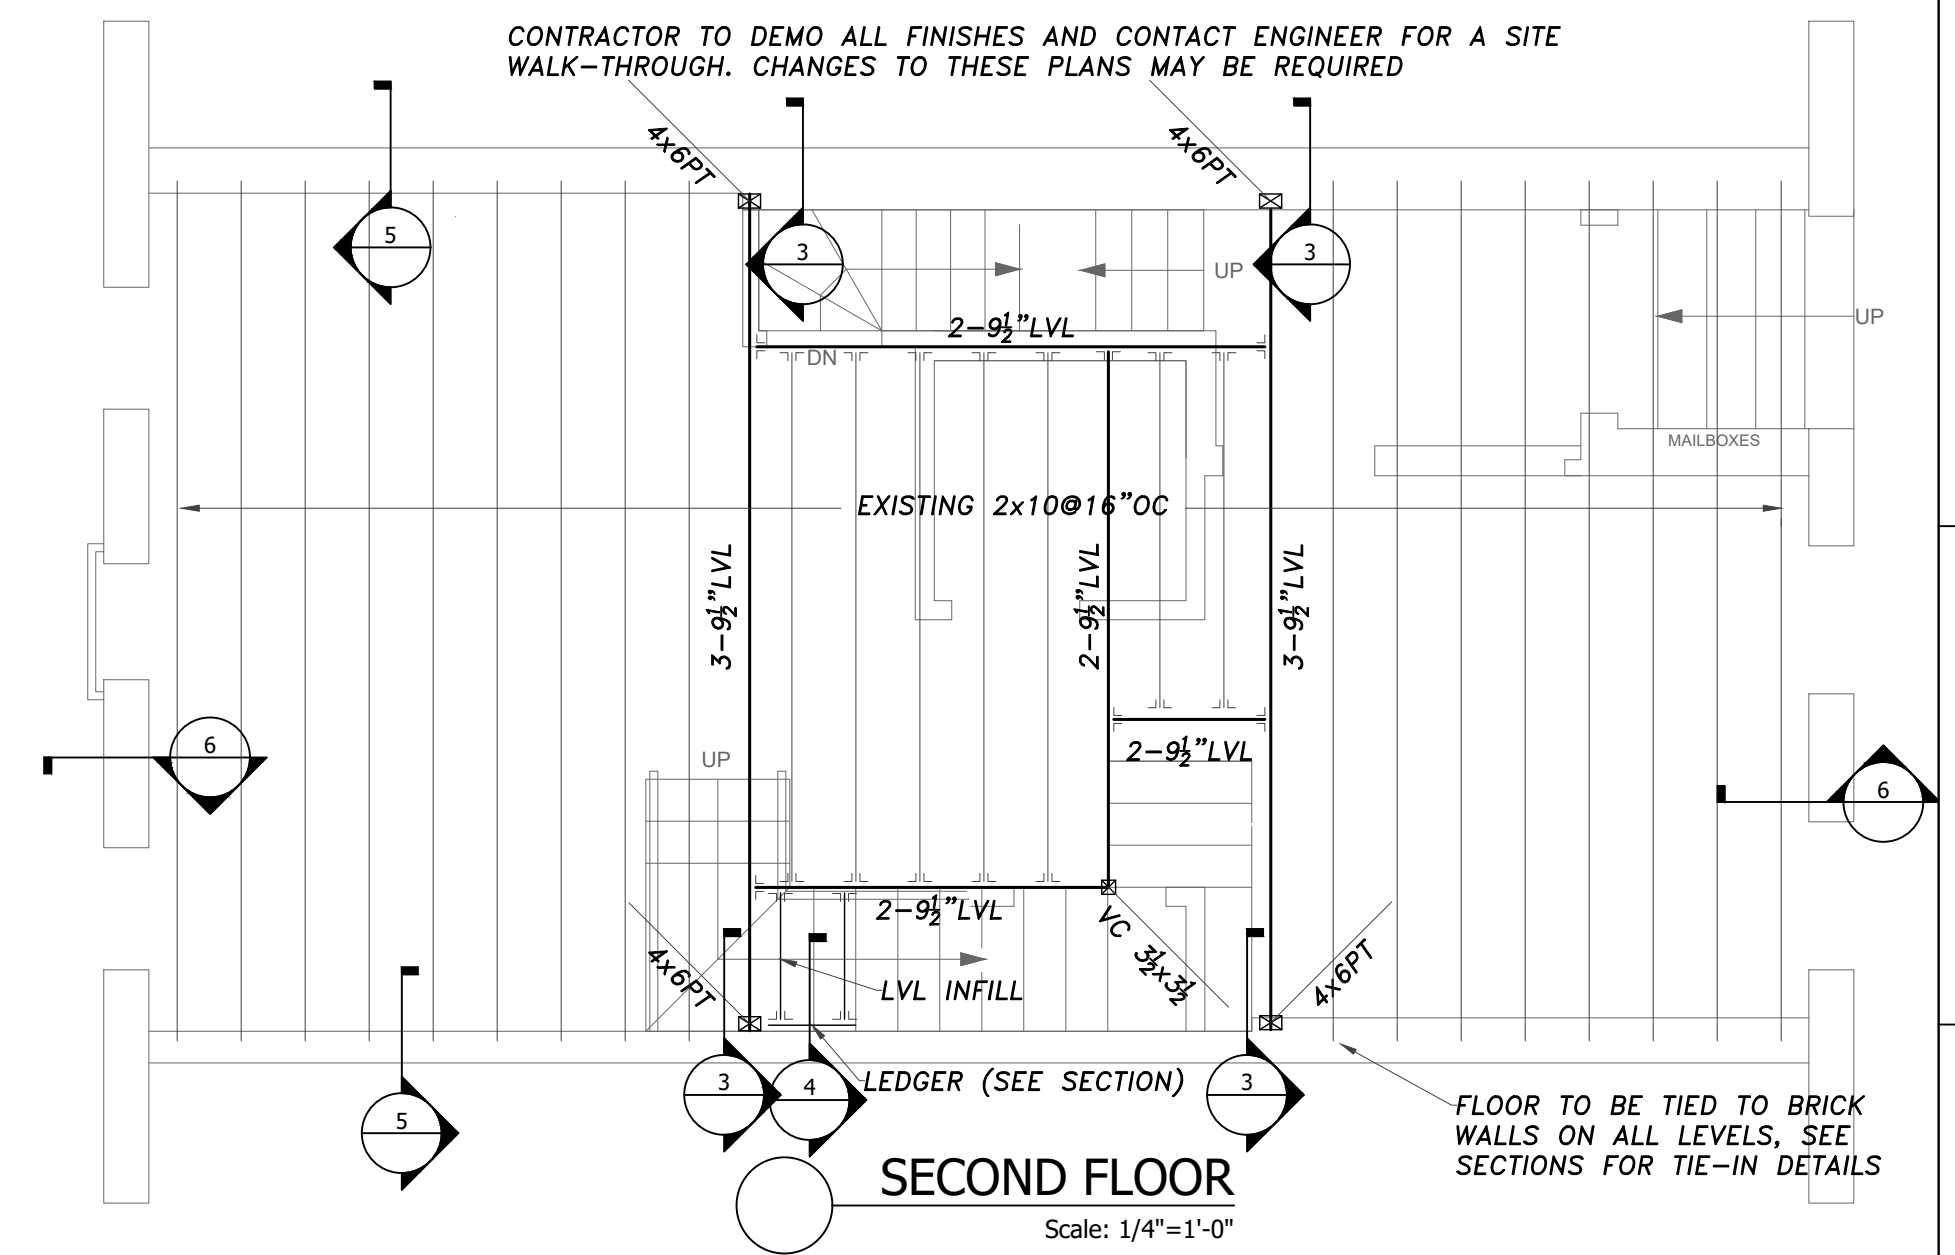 CONTRACTOR TO DEMO ALL FINISHES AND CONTACT ENGINEER FOR A SITE
WALK-THROUGH. CHANGES TO THESE PLANS MAY BE REQUIRED
4x6PT
4x6PT
5
3
3
UP
UP
2-9½"LVL
DN
MAILBOXES
EXISTING 2x10@16"OC
3-9½"LVL
2-9½"LVL
3-9½"LVL
6
UP
2-9½"LVL
6
2-9½"LVL
VC 3½x3½
4x6PT
4x6PT
LVL INFILL
3
4
LEDGER (SEE SECTION)
3
5
FLOOR TO BE TIED TO BRICK
WALLS ON ALL LEVELS, SEE
SECTIONS FOR TIE-IN DETAILS
SECOND FLOOR
Scale: 1/4"=1'-0"